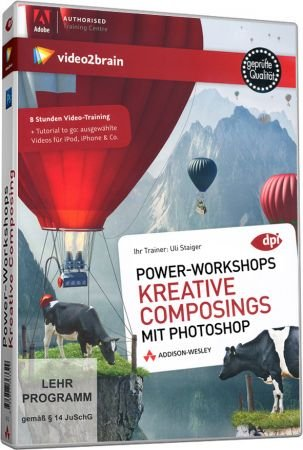 Adobe
AUTHORISED
Training Centre
video2brain
geprüfte
Qualität
8 Stunden Video-Training
+ Tutorial to go: ausgewählte
Videos für iPod, iPhone & Co.
dpi
Ihr Trainer: Uli Staiger
POWER-WORKSHOPS
KREATIVE
COMPOSINGS
MIT PHOTOSHOP
ADDISON-WESLEY
LEHR
PROGRAMM
gemäß § 14 JuSchG
Power-Workshops
Kreative Composing